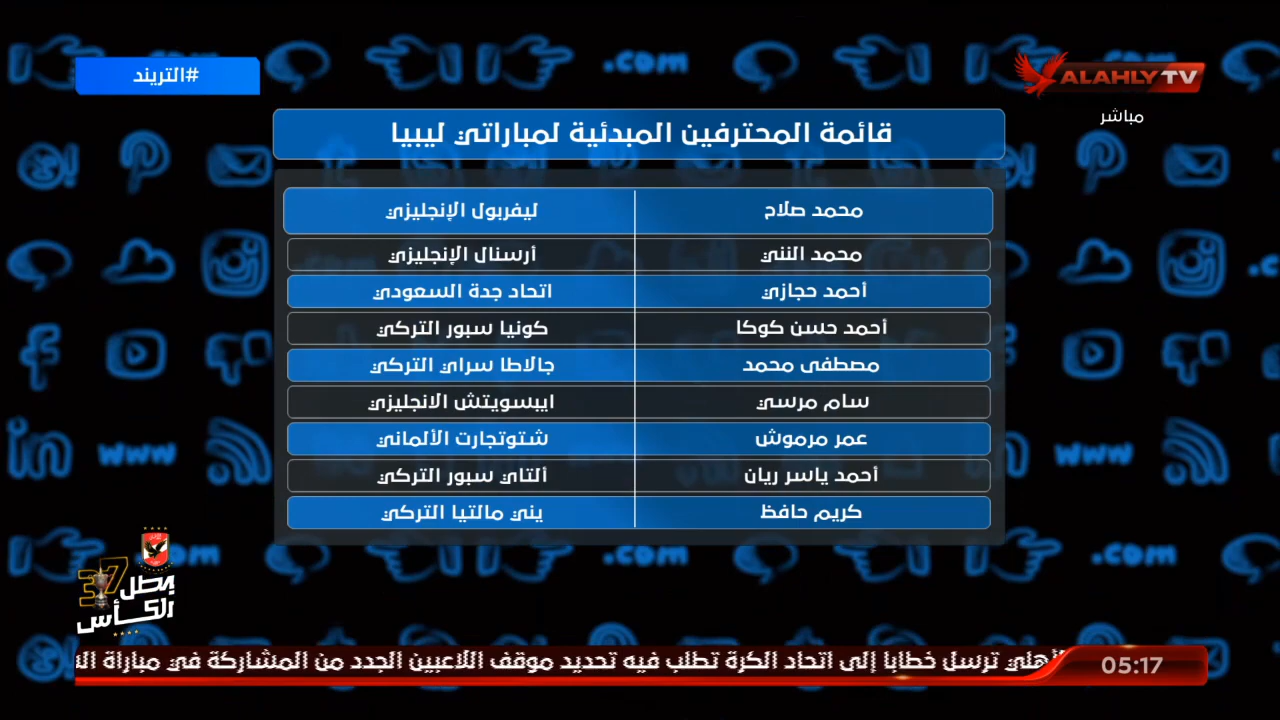 #التريند
ALAHLY TV
مباشر
قائمة المحترفين المبدئية لمباراتي ليبيا
محمد صلاح ليفربول الإنجليزي
محمد النني أرسنال الإنجليزي
أحمد حجازي اتحاد جدة السعودي
أحمد حسن كوكا كونيا سبور التركي
مصطفى محمد جالاطا سراي التركي
سام مرسي ايبسويتش الانجليزي
عمر مرموش شتوتجارت الألماني
أحمد ياسر ريان ألتاي سبور التركي
كريم حافظ يني مالتيا التركي
بطل 37
الكأس
ترسل خطابا إلى اتحاد الكرة تطلب فيه تحديد موقف اللاعبين الجدد من المشاركة في مباراة
05:17